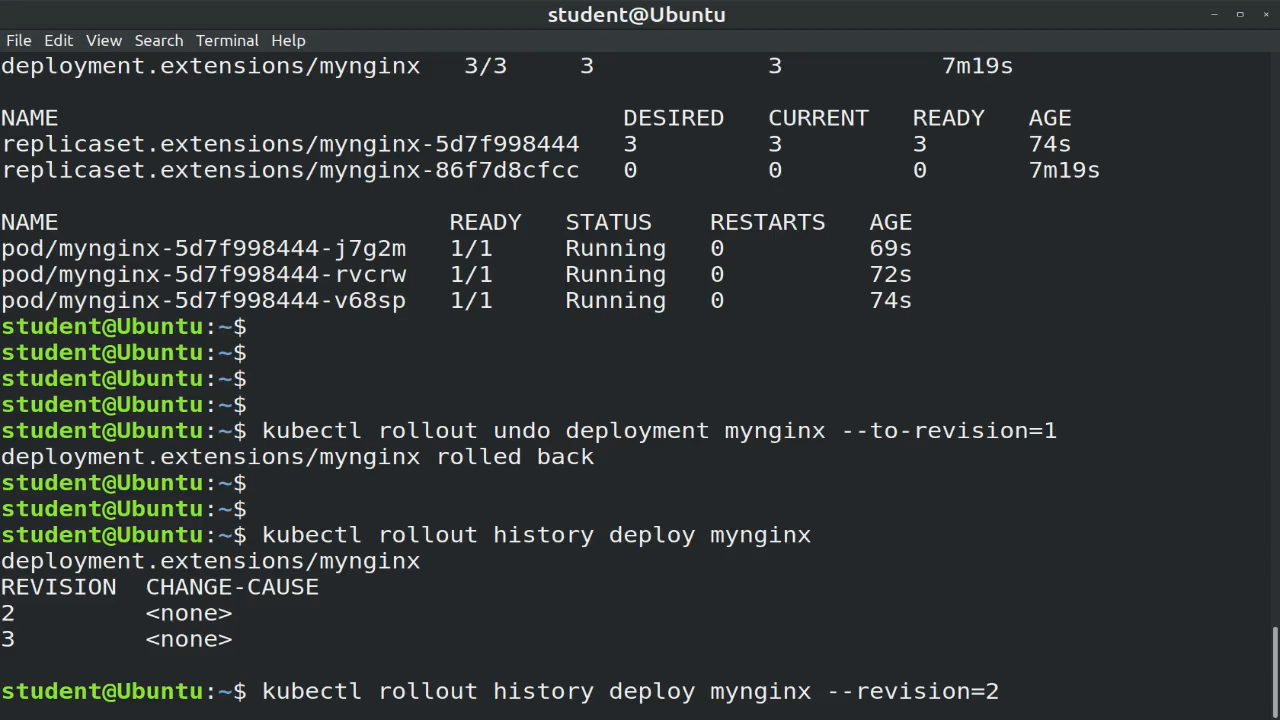 student@Ubuntu
File Edit View Search Terminal Help
deployment.extensions/mynginx 3/3 3 3 7m19s
NAME DESIRED CURRENT READY AGE
replicaset.extensions/mynginx-5d7f998444 3 3 3 74s
replicaset.extensions/mynginx-86f7d8cfcc 0 0 0 7m19s
NAME READY STATUS RESTARTS AGE
pod/mynginx-5d7f998444-j7g2m 1/1 Running 0 69s
pod/mynginx-5d7f998444-rvcrw 1/1 Running 0 72s
pod/mynginx-5d7f998444-v68sp 1/1 Running 0 74s
student@Ubuntu:~$
student@Ubuntu:~$
student@Ubuntu:~$
student@Ubuntu:~$
student@Ubuntu:~$ kubectl rollout undo deployment mynginx --to-revision=1
deployment.extensions/mynginx rolled back
student@Ubuntu:~$
student@Ubuntu:~$
student@Ubuntu:~$ kubectl rollout history deploy mynginx
deployment.extensions/mynginx
REVISION CHANGE-CAUSE
2 <none>
3 <none>
student@Ubuntu:~$ kubectl rollout history deploy mynginx --revision=2